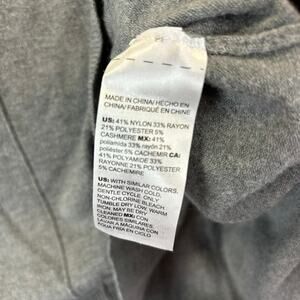 MADE IN CHINA/ HECHO EN
CHINA/ FABRIQUÉ EN CHINE
US: 41% NYLON 33% RAYON
21% POLYESTER 5%
CASHMERE MX: 41%
poliamida 33% rayón 21%
poliéster 5% CACHEMIR CA:
41% POLYAMIDE 33%
RAYONNE 21% POLYESTER
5% CACHEMIRE
US: WITH SIMILAR COLORS.
MACHINE WASH COLD,
GENTLE CYCLE. ONLY
NON-CHLORINE BLEACH.
TUMBLE DRY LOW. WARM
IRON. MAY BE DRY
CLEANED MX: CON
COLORES SIMILARES.
LAVAR A MÁQUINA CON
AGUA FRÍA EN CICLO